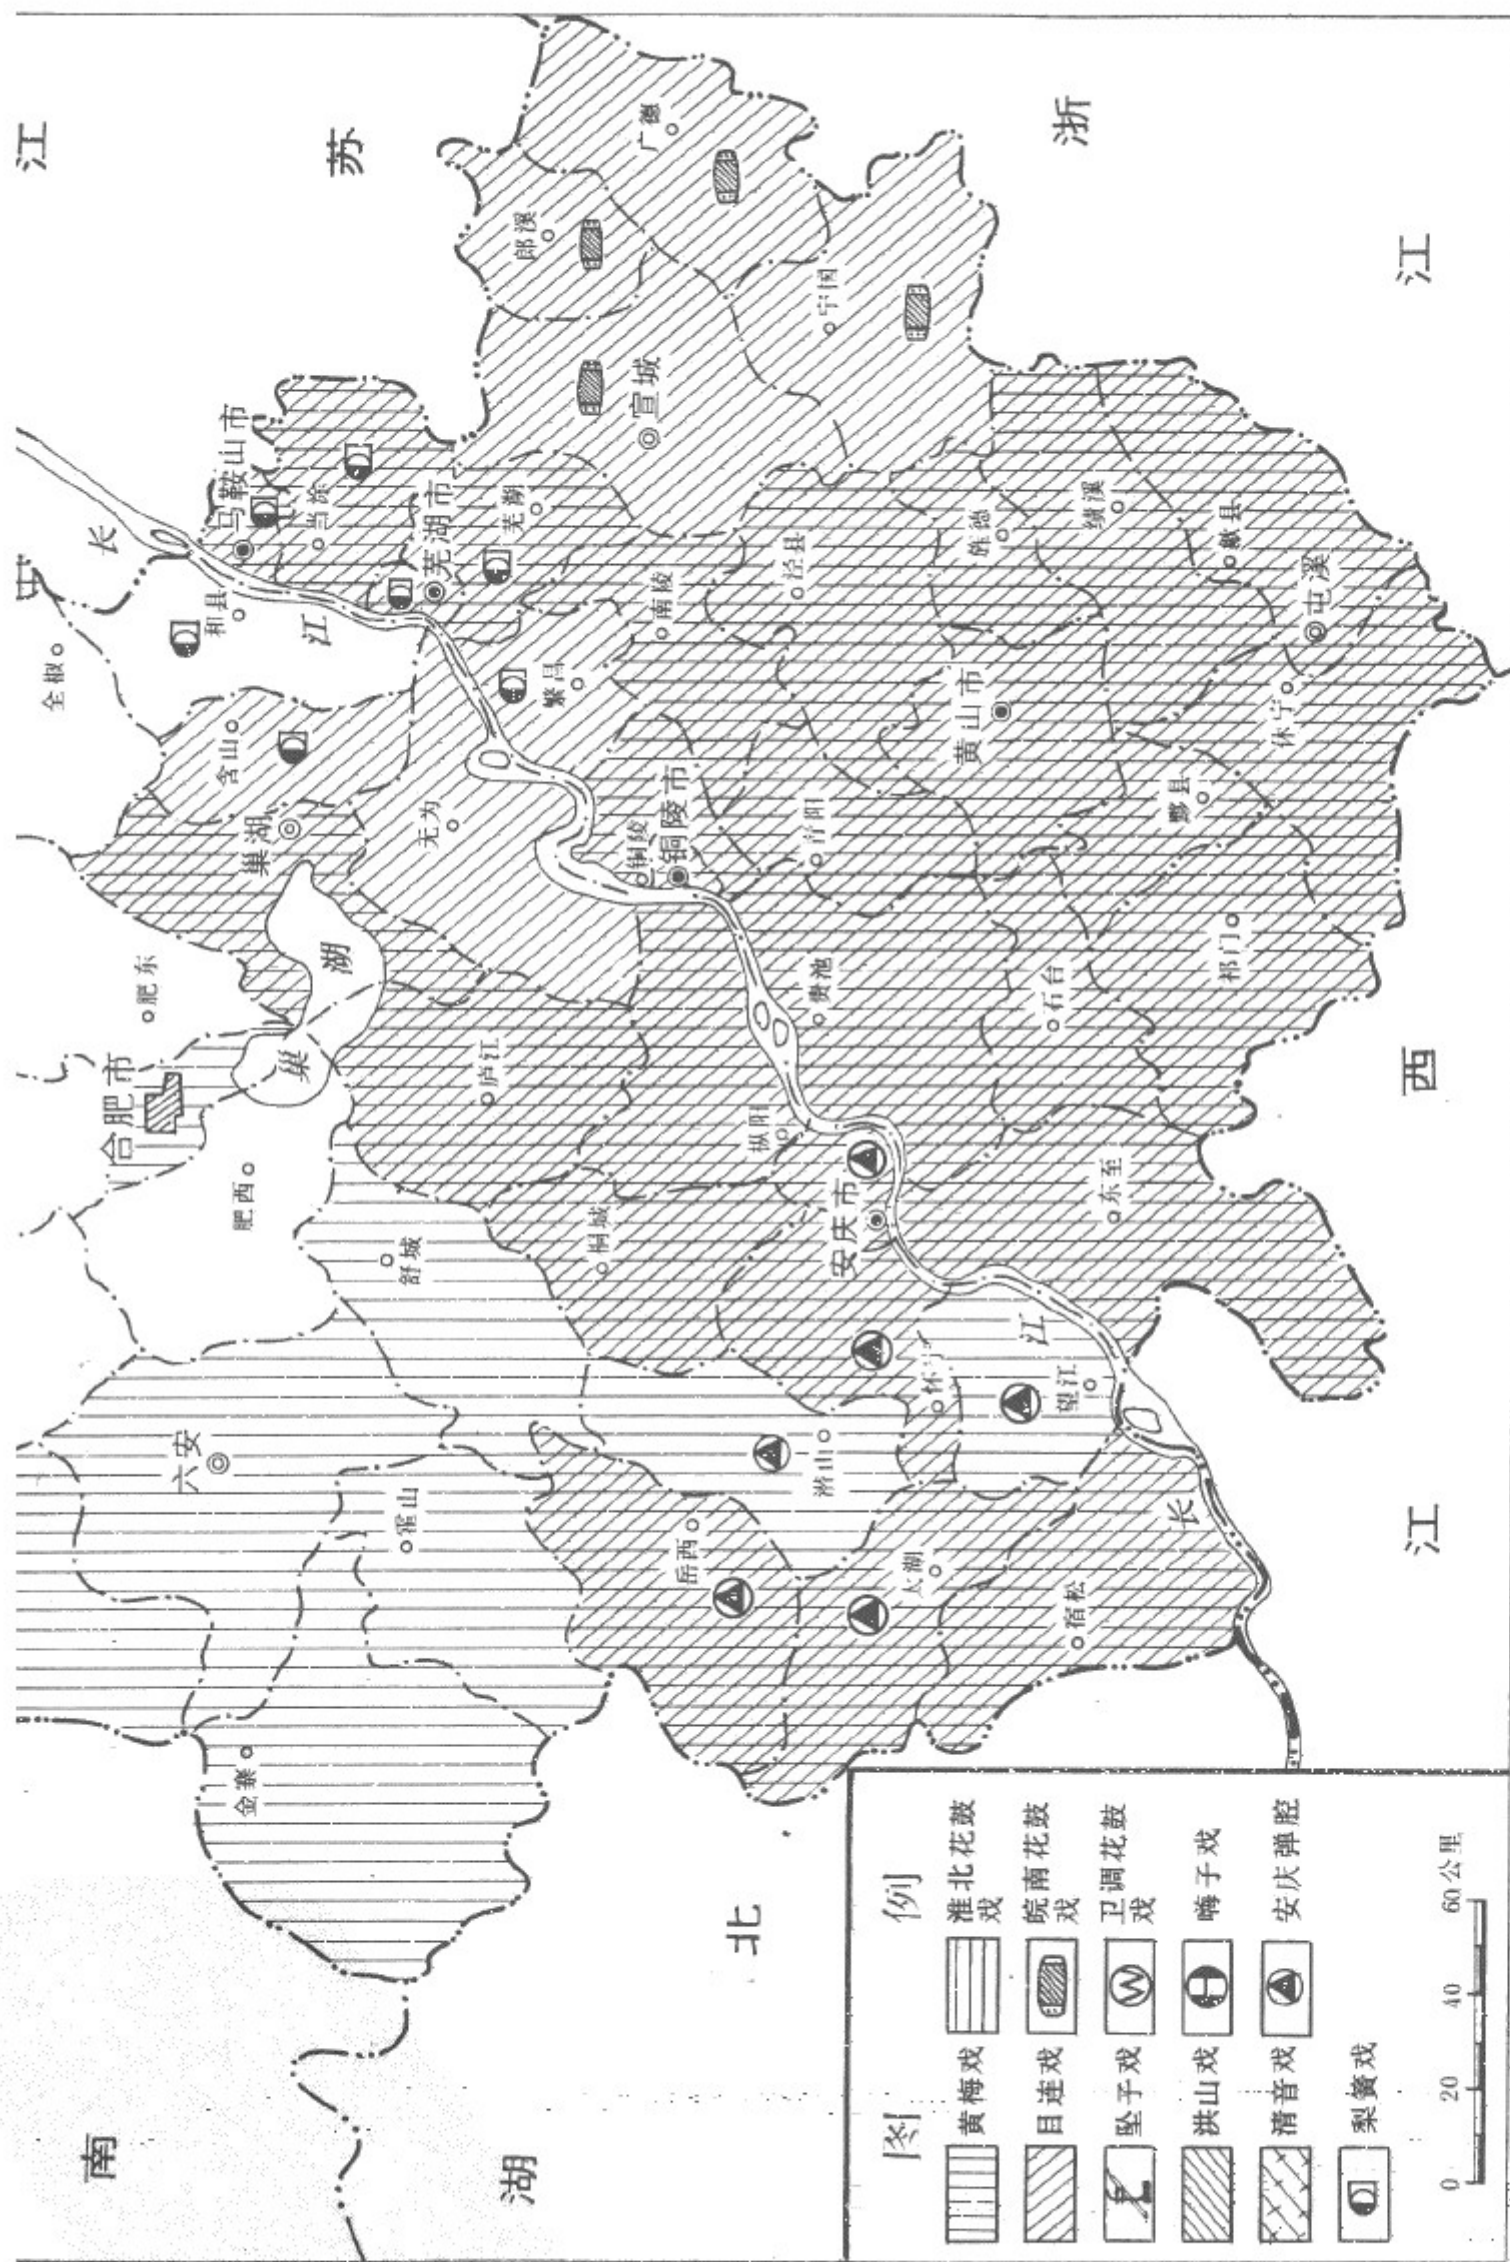 江
苏
浙
江
广德
郎溪
宁国
宣城
马鞍山市
当涂
芜湖市
芜湖
长
江
和县
全椒
含山
巢湖
无为
繁昌
南陵
泾县
旌德
绩溪
歙县
屯溪
休宁
黄山市
黟县
祁门
铜陵
铜陵市
青阳
贵池
石台
肥东
巢
湖
合肥市
肥西
庐江
枞阳
桐城
安庆市
东至
舒城
六安
霍山
金寨
岳西
潜山
怀宁
望江
太湖
宿松
长
江
西
江
北
湖
南
图例
黄梅戏
淮北花鼓戏
目连戏
皖南花鼓戏
坠子戏
卫调花鼓戏
洪山戏
嗨子戏
清音戏
安庆弹腔
梨簧戏
0 20 40 60公里